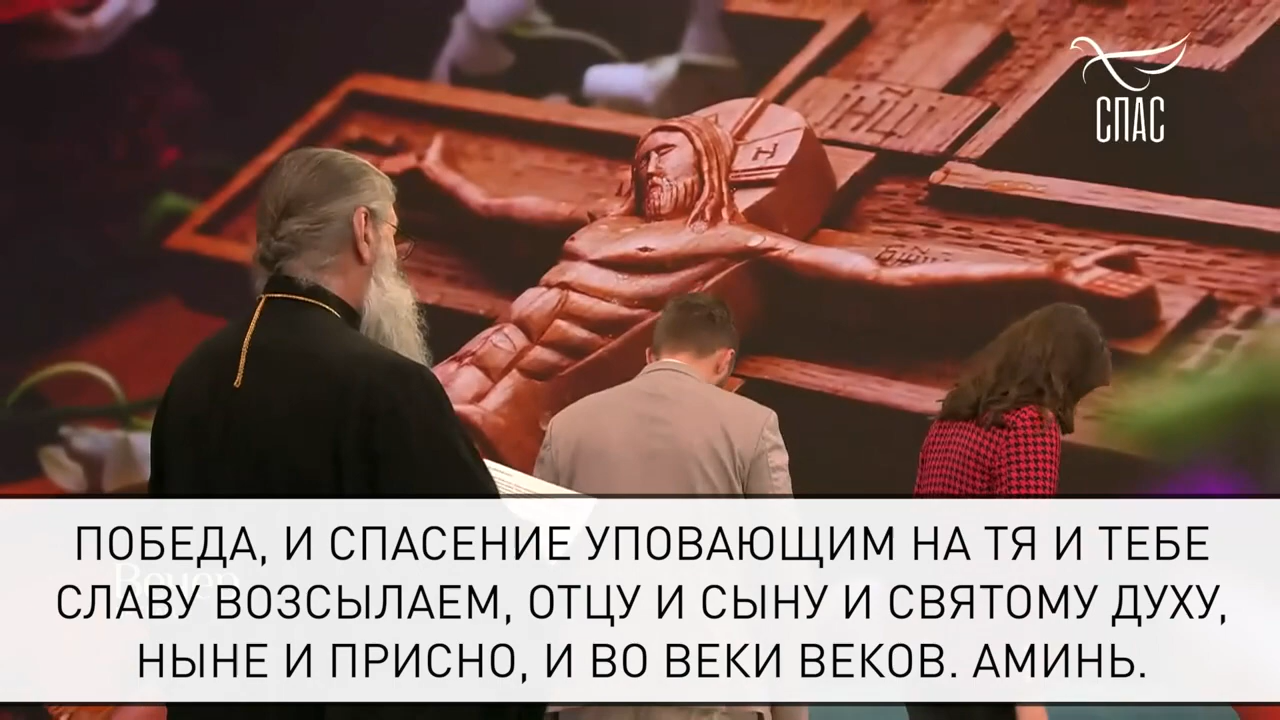 СПАС
ПОБЕДА, И СПАСЕНИЕ УПОВАЮЩИМ НА ТЯ И ТЕБЕ
СЛАВУ ВОЗСЫЛАЕМ, ОТЦУ И СЫНУ И СВЯТОМУ ДУХУ,
НЫНЕ И ПРИСНО, И ВО ВЕКИ ВЕКОВ. АМИНЬ.